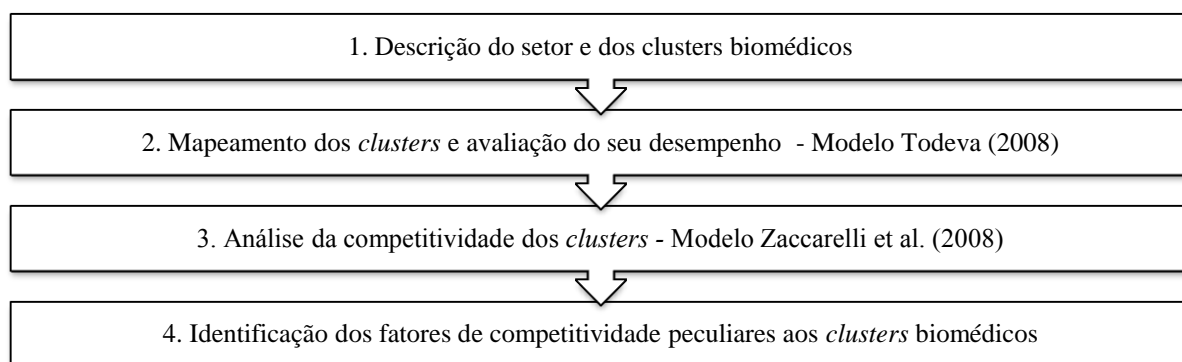 1. Descrição do setor e dos clusters biomédicos
2. Mapeamento dos clusters e avaliação do seu desempenho - Modelo Todeva (2008)
3. Análise da competitividade dos clusters - Modelo Zaccarelli et al. (2008)
4. Identificação dos fatores de competitividade peculiares aos clusters biomédicos